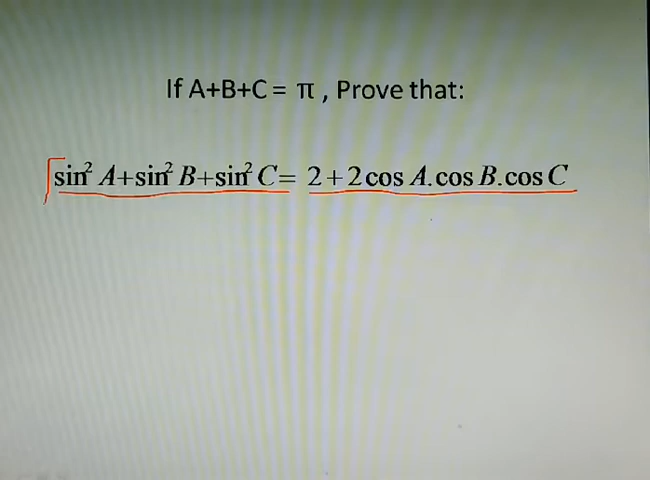 If A+B+C = π , Prove that:
sin² A+sin² B+sin² C= 2+2cos A.cos B.cos C